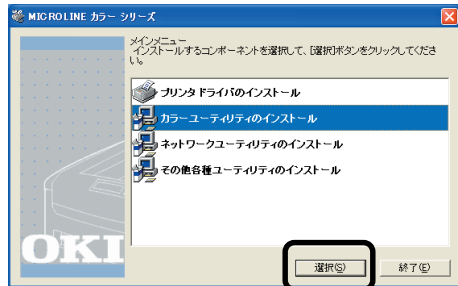 MICROLINE カラー シリーズ
メインメニュー
インストールするコンポーネントを選択して、[選択]ボタンをクリックしてくださ
い。
プリンタドライバのインストール
カラーユーティリティのインストール
ネットワークユーティリティのインストール
その他各種ユーティリティのインストール
OKI
選択(S)
終了(E)